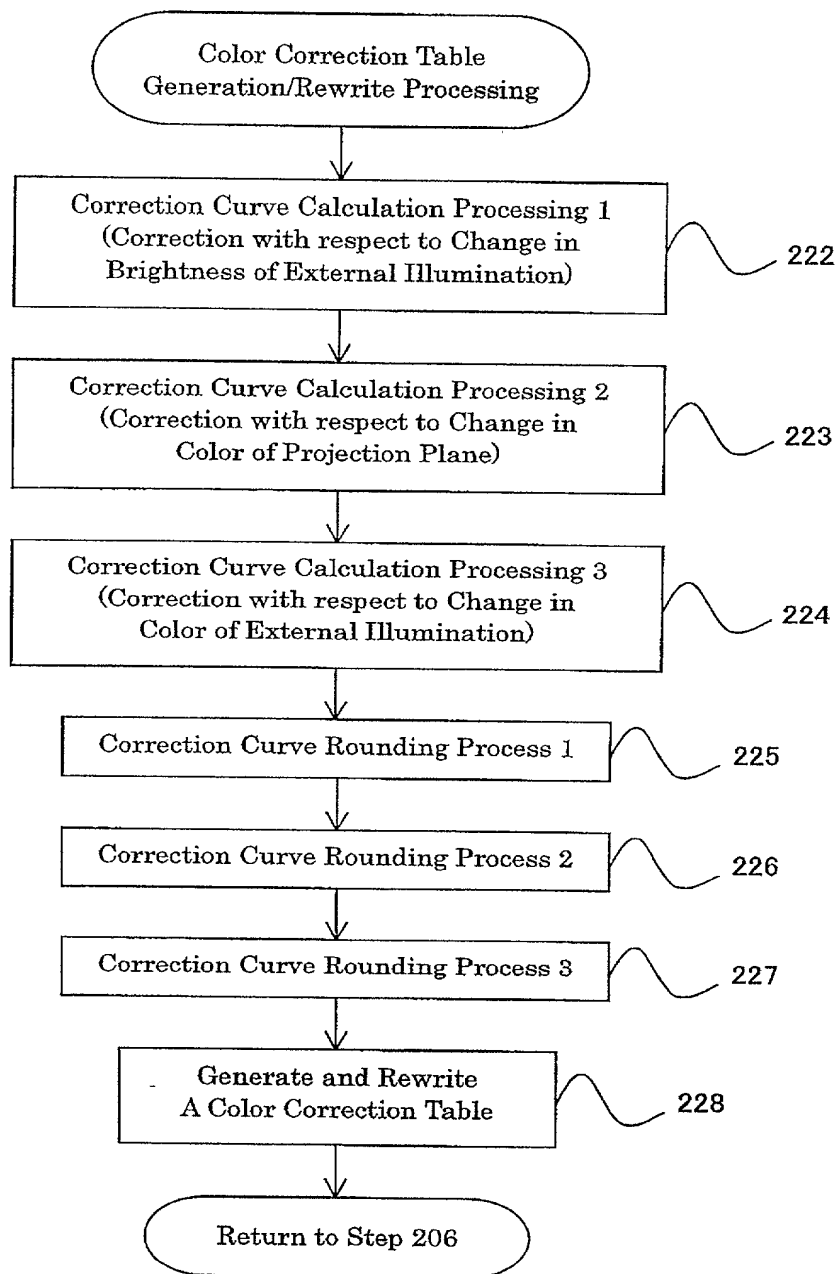 Color Correction Table
Generation/Rewrite Processing
Correction Curve Calculation Processing 1
(Correction with respect to Change in
Brightness of External Illumination)
222
Correction Curve Calculation Processing 2
(Correction with respect to Change in
Color of Projection Plane)
223
Correction Curve Calculation Processing 3
(Correction with respect to Change in
Color of External Illumination)
224
Correction Curve Rounding Process 1
225
Correction Curve Rounding Process 2
226
Correction Curve Rounding Process 3
227
Generate and Rewrite
A Color Correction Table
228
Return to Step 206